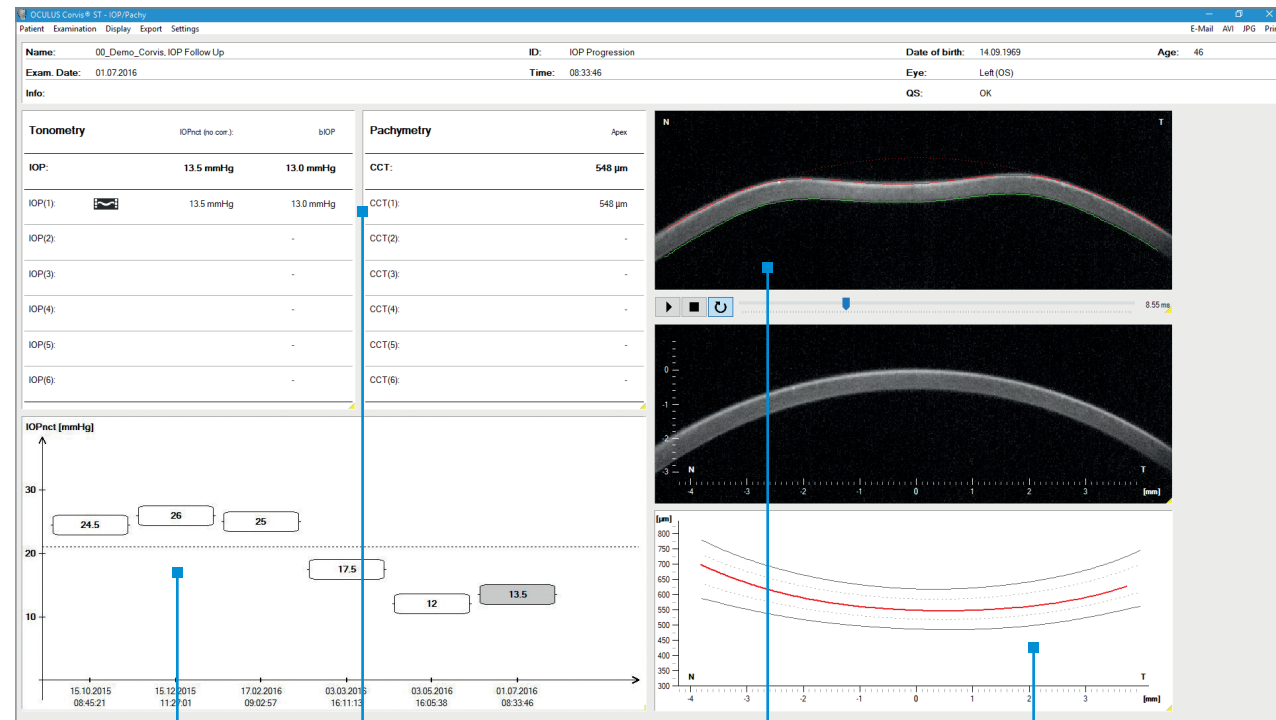 OCULUS Corvis® ST - IOP/Pachy
Patient Examination Display Export Settings E-Mail AVI JPG Prin
Name: 00_Demo_Corvis, IOP Follow Up ID: IOP Progression Date of birth: 14.09.1969 Age: 46
Exam. Date: 01.07.2016 Time: 08:33:46 Eye: Left (OS)
Info: QS: OK
Tonometry IOPnct (no corr.): bIOP
IOP: 13.5 mmHg 13.0 mmHg
IOP(1): 13.5 mmHg 13.0 mmHg
IOP(2): -
IOP(3): -
IOP(4): -
IOP(5): -
IOP(6): -
Pachymetry Apex
CCT: 548 µm
CCT(1): 548 µm
CCT(2): -
CCT(3): -
CCT(4): -
CCT(5): -
CCT(6): -
N T
8.55 ms
0
-1
-2
-3
N T
-4 -3 -2 -1 0 1 2 3 [mm]
IOPnct [mmHg]
30
20
10
24.5 26 25 17.5 12 13.5
15.10.2015 15.12.2015 17.02.2016 03.03.2016 03.05.2016 01.07.2016
08:45:21 11:27:01 09:02:57 16:11:13 16:05:38 08:33:46
[µm]
800
750
700
650
600
550
500
450
400
350
300
N T
-4 -3 -2 -1 0 1 2 3 [mm]